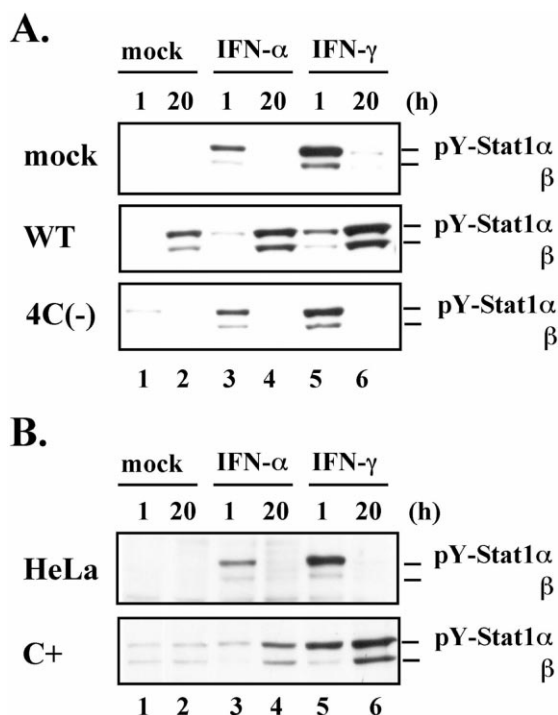 A.
mock IFN-α IFN-γ
1 20 1 20 1 20 (h)
mock pY-Stat1α
β
WT pY-Stat1α
β
4C(-) pY-Stat1α
β
1 2 3 4 5 6
B.
mock IFN-α IFN-γ
1 20 1 20 1 20 (h)
HeLa pY-Stat1α
β
C+ pY-Stat1α
β
1 2 3 4 5 6